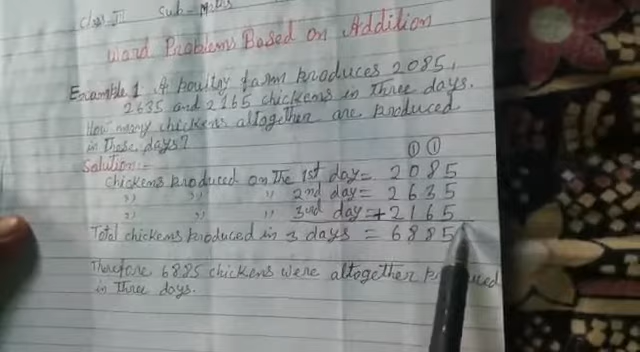 Class III Sub - Maths
Word Problems Based on Addition
Example 1. A poultry farm produces 2085,
2635 and 2165 chickens in three days.
How many chickens altogether are produced
in these days?
Solution:-
① ①
Chickens produced on the 1st day = 2085
,, ,, ,, 2nd day = 2635
,, ,, ,, 3rd day = + 2165
Total chickens produced in 3 days = 6885
Therefore 6885 chickens were altogether produced
in three days.